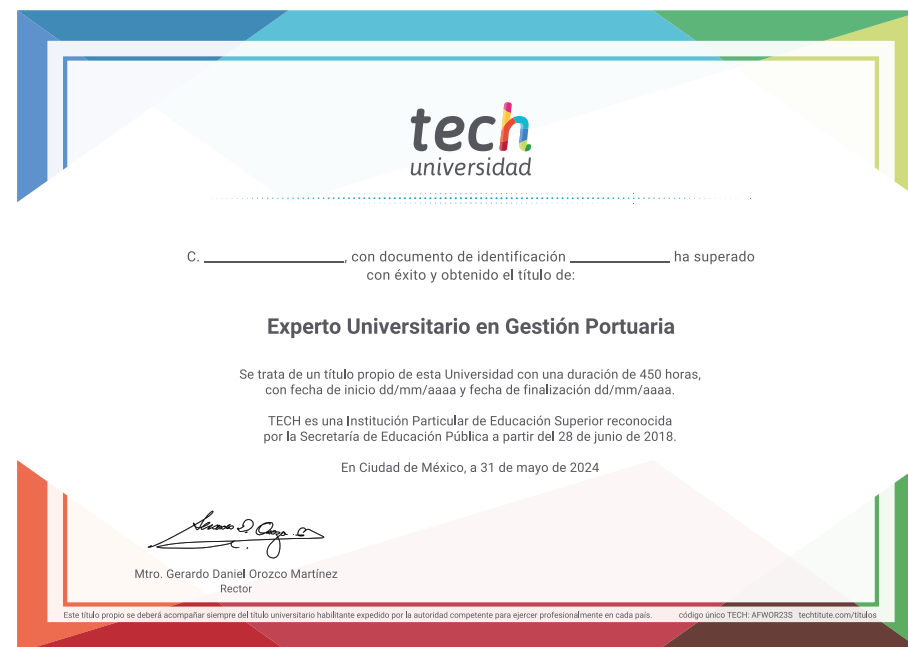 tech
universidad
C. ____________, con documento de identificación ____________ ha superado
con éxito y obtenido el título de:
Experto Universitario en Gestión Portuaria
Se trata de un título propio de esta Universidad con una duración de 450 horas,
con fecha de inicio dd/mm/aaaa y fecha de finalización dd/mm/aaaa.
TECH es una Institución Particular de Educación Superior reconocida
por la Secretaría de Educación Pública a partir del 28 de junio de 2018.
En Ciudad de México, a 31 de mayo de 2024
Mtro. Gerardo Daniel Orozco Martínez
Rector
Este título propio se deberá acompañar siempre del título universitario habilitante expedido por la autoridad competente para ejercer profesionalmente en cada país. código único TECH: AFWOR23S techtitute.com/titulos